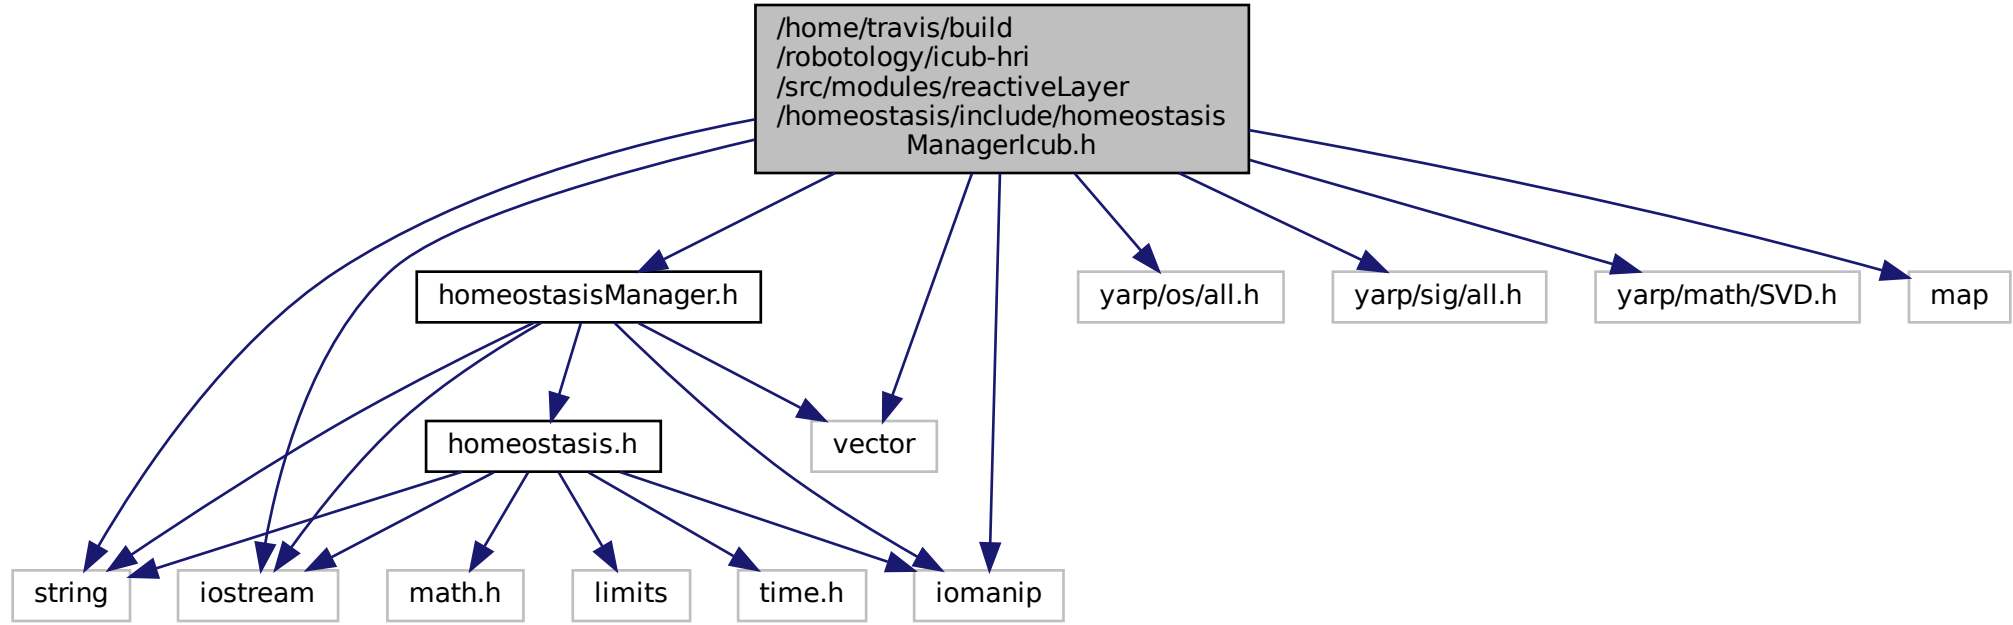 /home/travis/build
/robotology/icub-hri
/src/modules/reactiveLayer
/homeostasis/include/homeostasis
ManagerIcub.h
homeostasisManager.h
yarp/os/all.h
yarp/sig/all.h
yarp/math/SVD.h
map
homeostasis.h
vector
string
iostream
math.h
limits
time.h
iomanip